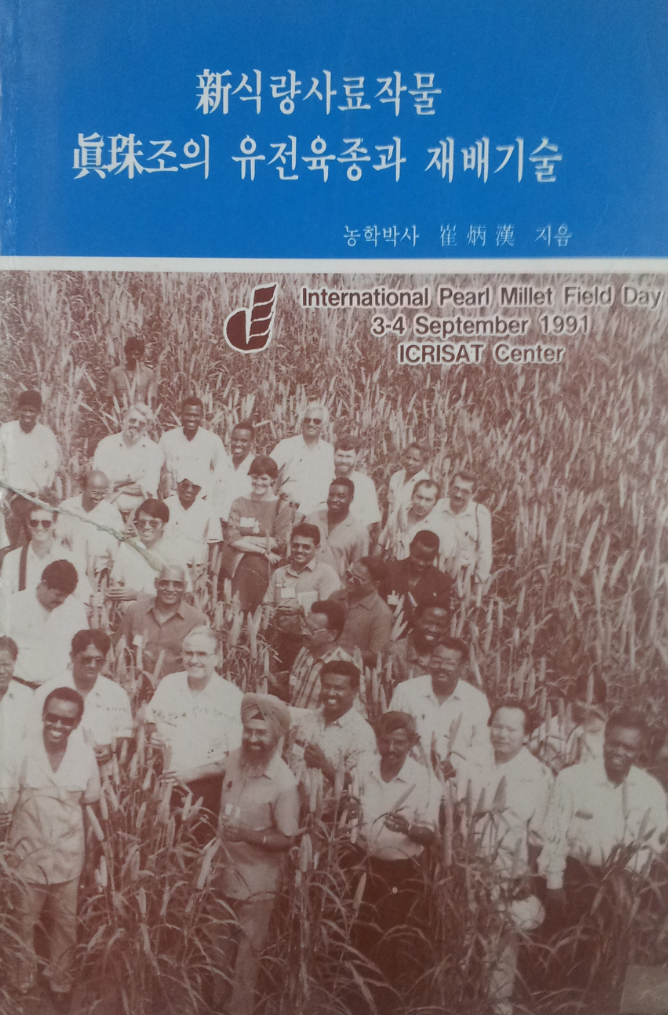 新식량사료작물
眞珠조의 유전육종과 재배기술
농학박사 崔炳漢 지음
International Pearl Millet Field Day
3-4 September 1991
ICRISAT Center